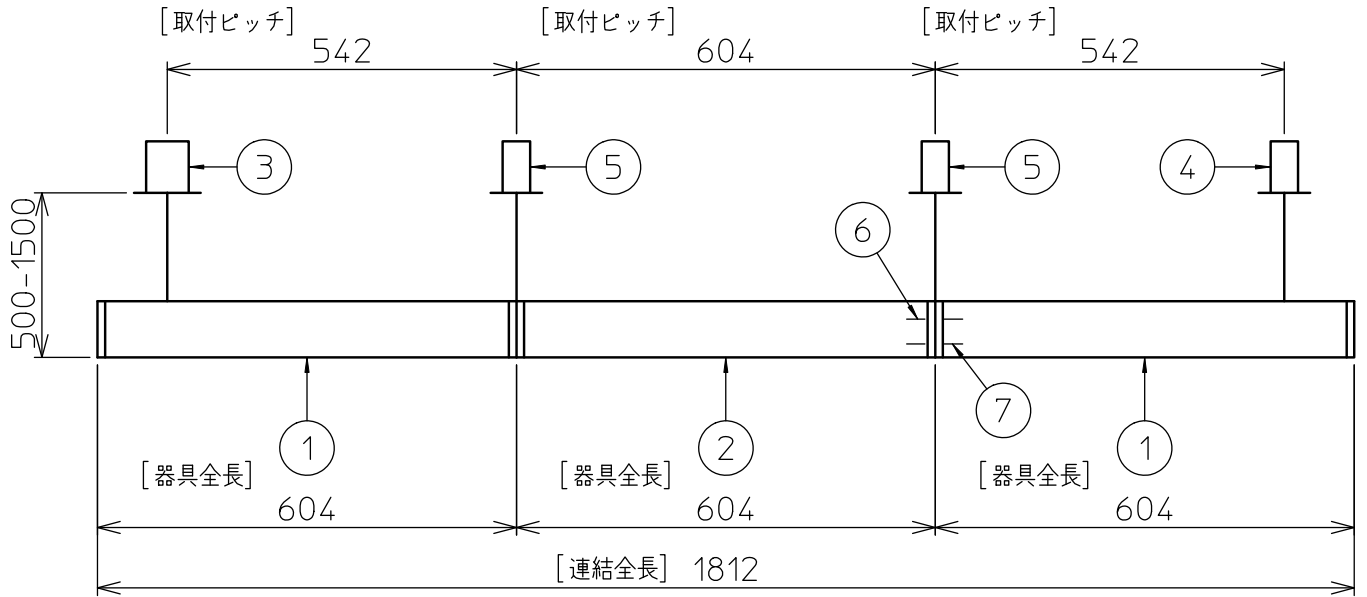 [取付ピッチ] [取付ピッチ] [取付ピッチ]
542 604 542
③ ⑤ ⑤ ④
500-1500
⑥
⑦
① ② ①
[器具全長] [器具全長] [器具全長]
604 604 604
[連結全長] 1812